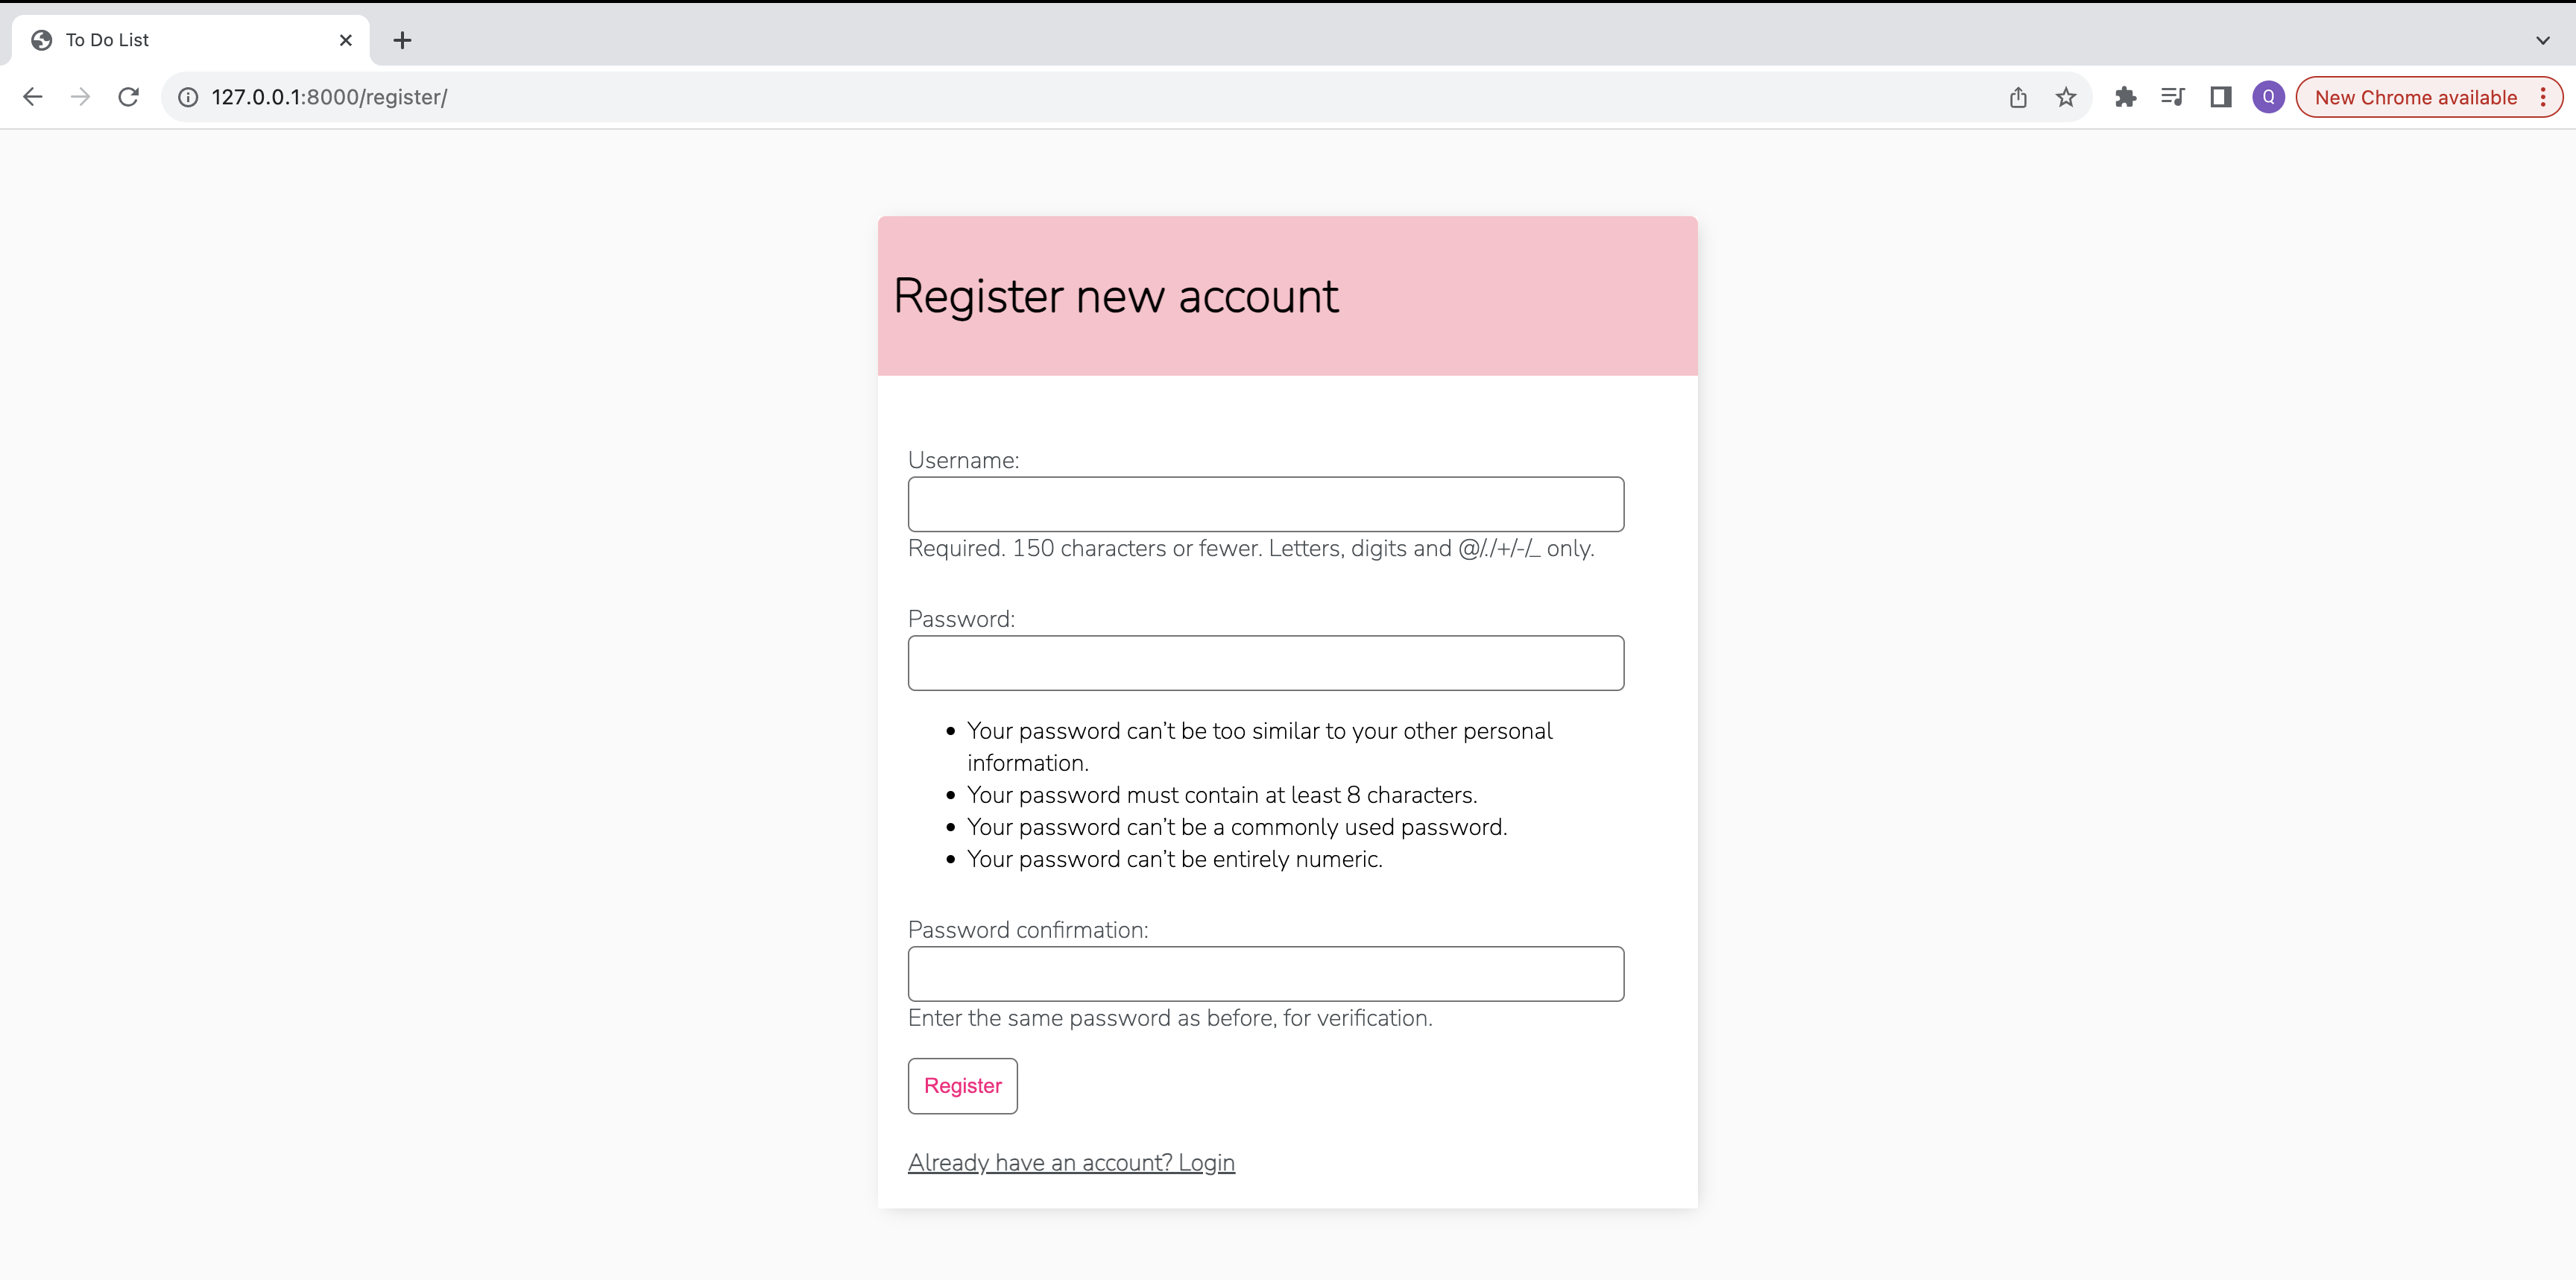 To Do List
127.0.0.1:8000/register/
Q
New Chrome available
Register new account
Username:
Required. 150 characters or fewer. Letters, digits and @/./+/-/_ only.
Password:
Your password can’t be too similar to your other personal
information.
Your password must contain at least 8 characters.
Your password can’t be a commonly used password.
Your password can’t be entirely numeric.
Password confirmation:
Enter the same password as before, for verification.
Register
Already have an account? Login